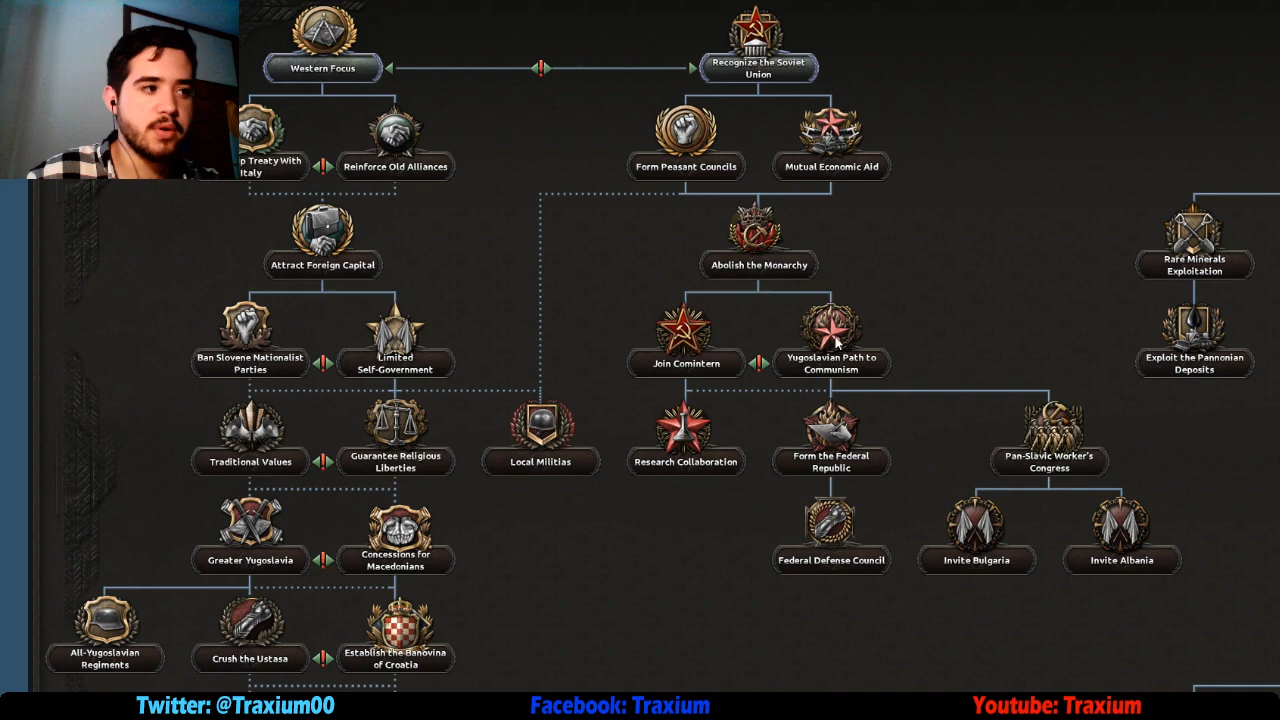 Western Focus
Recognize the Soviet
Union
p Treaty With
Italy
Reinforce Old Alliances
Form Peasant Councils
Mutual Economic Aid
Attract Foreign Capital
Abolish the Monarchy
Rare Minerals
Exploitation
Ban Slovene Nationalist
Parties
Limited
Self-Government
Join Comintern
Yugoslavian Path to
Communism
Exploit the Pannonian
Deposits
Traditional Values
Guarantee Religious
Liberties
Local Militias
Research Collaboration
Form the Federal
Republic
Pan-Slavic Worker's
Congress
Greater Yugoslavia
Concessions for
Macedonians
Federal Defense Council
Invite Bulgaria
Invite Albania
All-Yugoslavian
Regiments
Crush the Ustasa
Establish the Banovina
of Croatia
Twitter: @Traxium00
Facebook: Traxium
Youtube: Traxium